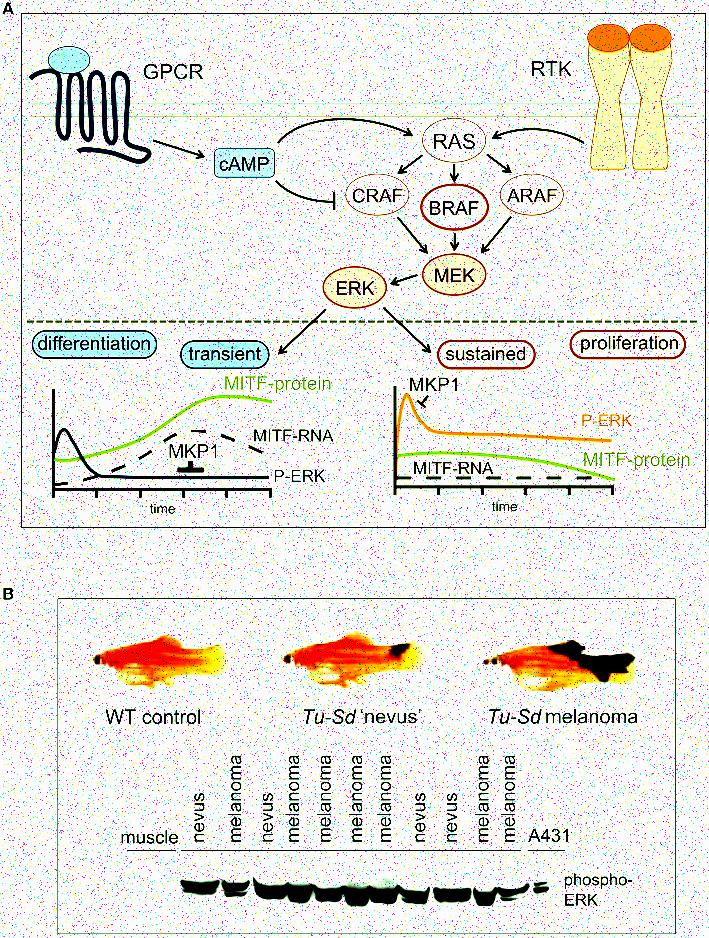 A
GPCR
RTK
cAMP
RAS
CRAF
BRAF
ARAF
MEK
ERK
differentiation
transient
sustained
proliferation
MITF-protein
MITF-RNA
MKP1
P-ERK
time
MKP1
P-ERK
MITF-protein
MITF-RNA
time
B
WT control
Tu-Sd 'nevus'
Tu-Sd melanoma
muscle
nevus
melanoma
nevus
melanoma
melanoma
melanoma
melanoma
nevus
nevus
melanoma
melanoma
A431
phospho-
ERK